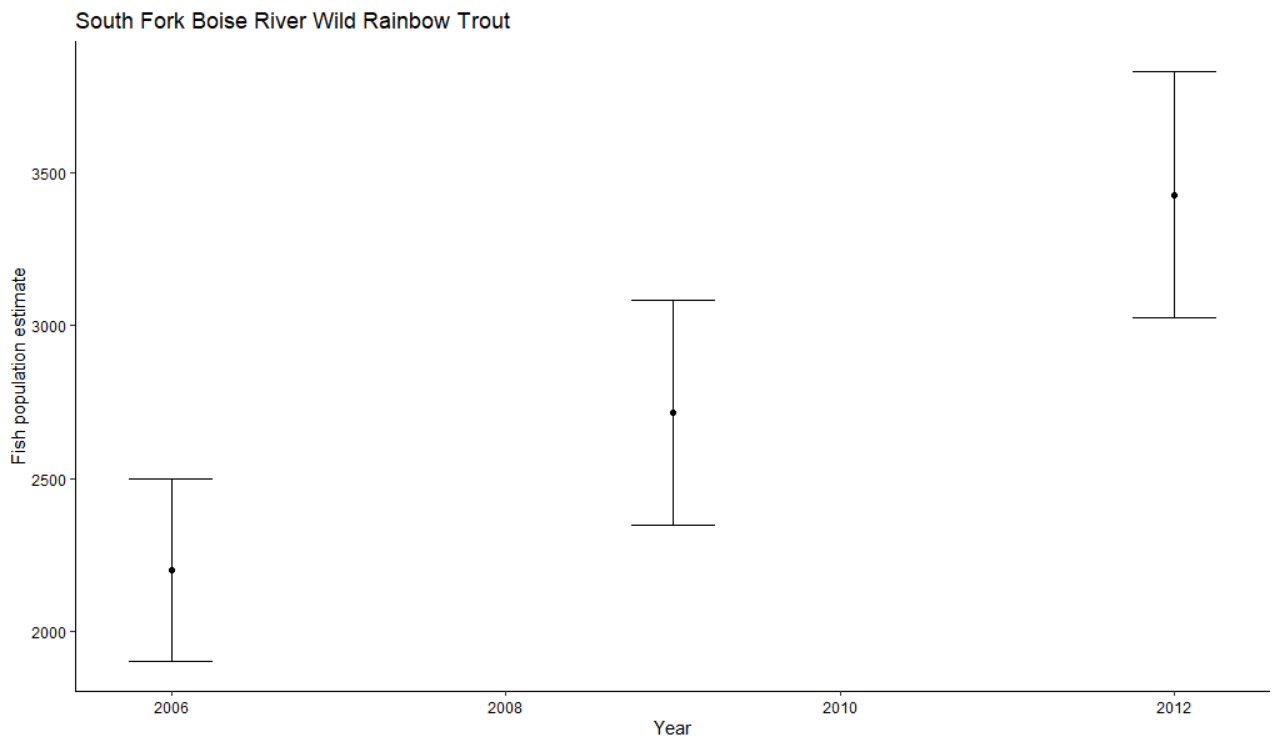 South Fork Boise River Wild Rainbow Trout
Fish population estimate
3500
3000
2500
2000
2006 2008 2010 2012
Year